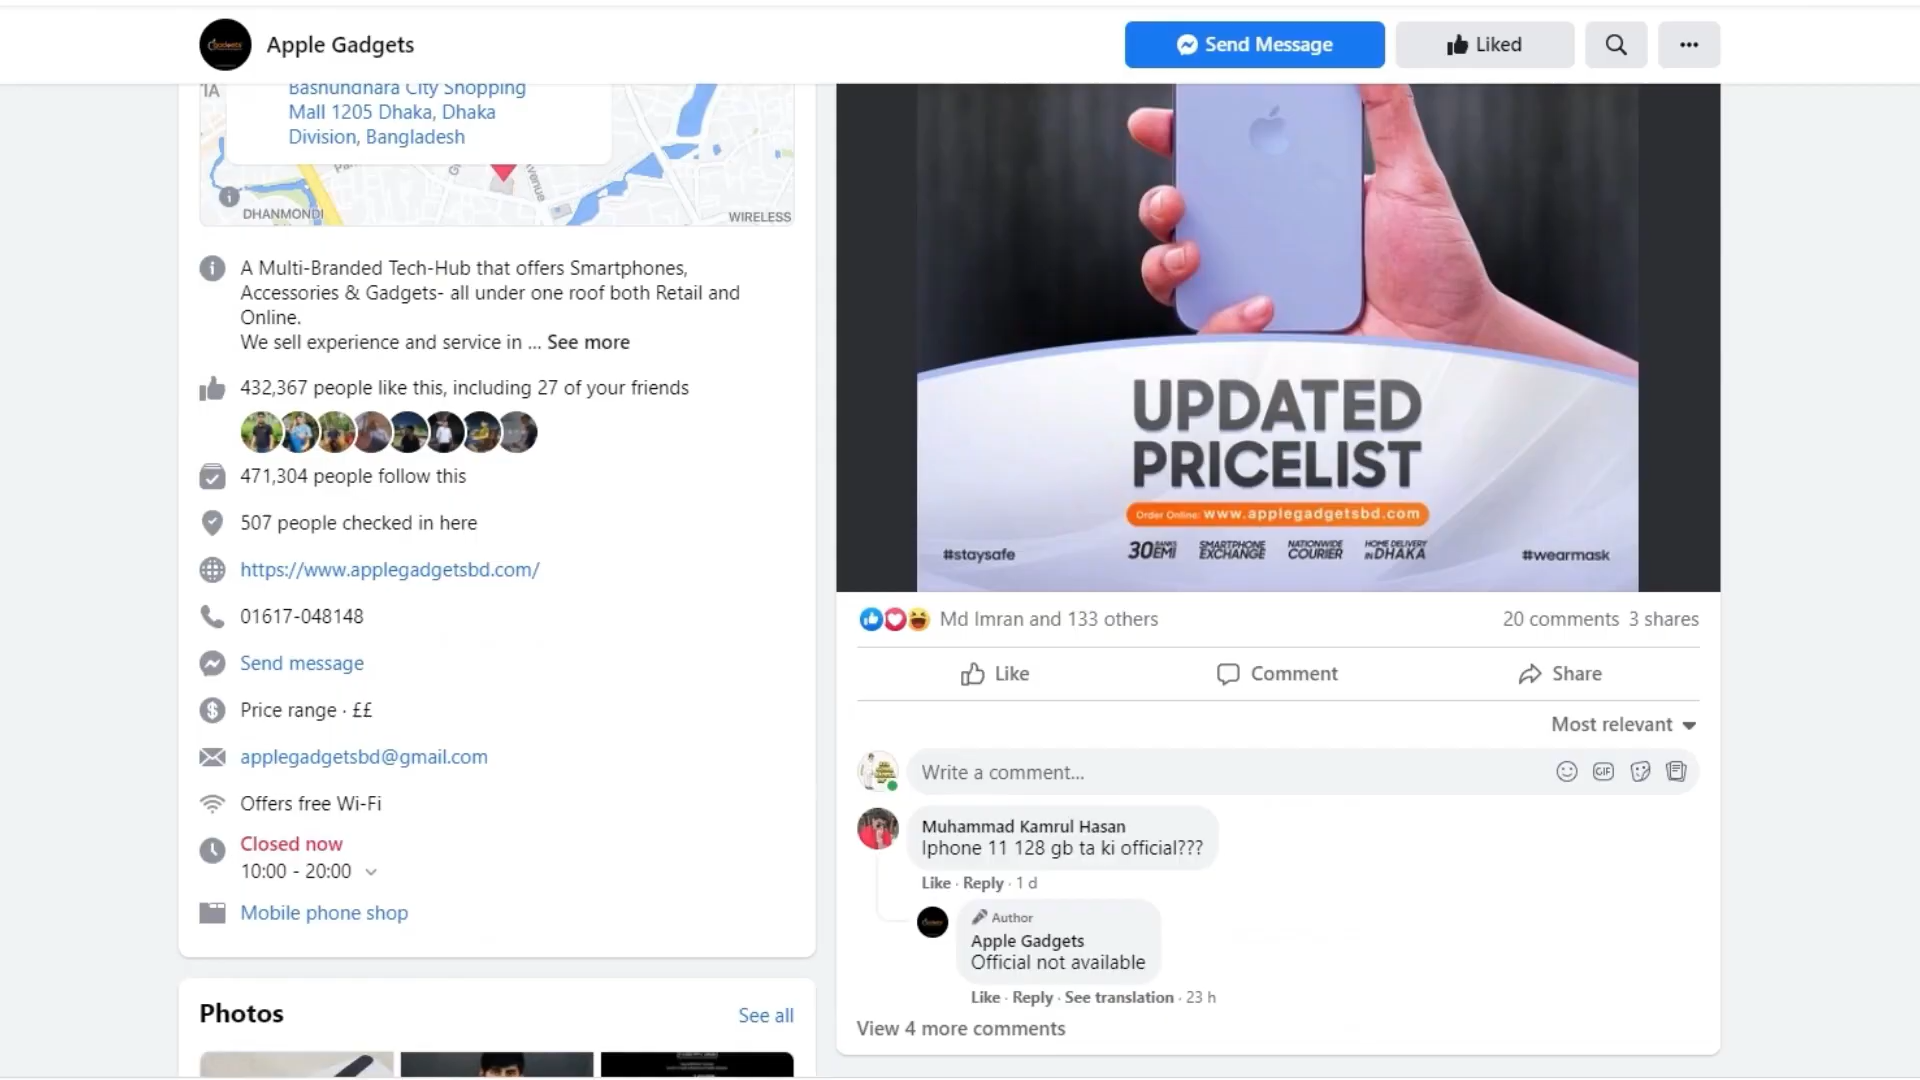 Apple Gadgets
Send Message
Liked
Bashundhara City Shopping
Mall 1205 Dhaka, Dhaka
Division, Bangladesh
DHANMONDI
WIRELESS
A Multi-Branded Tech-Hub that offers Smartphones,
Accessories & Gadgets- all under one roof both Retail and
Online.
We sell experience and service in ... See more
432,367 people like this, including 27 of your friends
471,304 people follow this
507 people checked in here
https://www.applegadgetsbd.com/
01617-048148
Send message
Price range · ££
applegadgetsbd@gmail.com
Offers free Wi-Fi
Closed now
10:00 - 20:00
Mobile phone shop
Photos
See all
UPDATED
PRICELIST
Order Online: www.applegadgetsbd.com
#staysafe
30 BANKS EMI
SMARTPHONE EXCHANGE
NATIONWIDE COURIER
HOME DELIVERY IN DHAKA
#wearmask
Md Imran and 133 others
20 comments 3 shares
Like
Comment
Share
Most relevant
Write a comment...
GIF
Muhammad Kamrul Hasan
Iphone 11 128 gb ta ki official???
Like · Reply · 1 d
Author
Apple Gadgets
Official not available
Like · Reply · See translation · 23 h
View 4 more comments